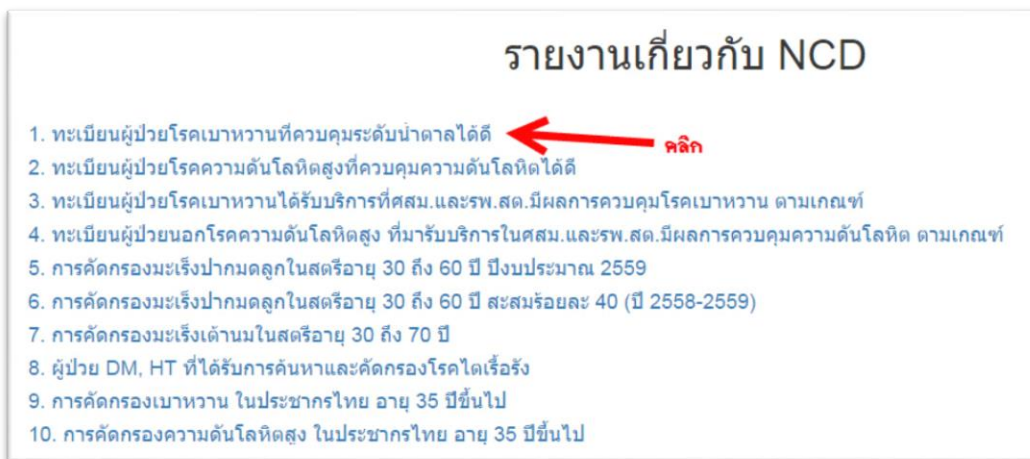 รายงานเกี่ยวกับ NCD
1. ทะเบียนผู้ป่วยโรคเบาหวานที่ควบคุมระดับน้ำตาลได้ดี
คลิก
2. ทะเบียนผู้ป่วยโรคความดันโลหิตสูงที่ควบคุมความดันโลหิตได้ดี
3. ทะเบียนผู้ป่วยโรคเบาหวานได้รับบริการที่ศสม.และรพ.สต.มีผลการควบคุมโรคเบาหวาน ตามเกณฑ์
4. ทะเบียนผู้ป่วยนอกโรคความดันโลหิตสูง ที่มารับบริการในศสม.และรพ.สต.มีผลการควบคุมความดันโลหิต ตามเกณฑ์
5. การคัดกรองมะเร็งปากมดลูกในสตรีอายุ 30 ถึง 60 ปี ปีงบประมาณ 2559
6. การคัดกรองมะเร็งปากมดลูกในสตรีอายุ 30 ถึง 60 ปี สะสมร้อยละ 40 (ปี 2558-2559)
7. การคัดกรองมะเร็งเต้านมในสตรีอายุ 30 ถึง 70 ปี
8. ผู้ป่วย DM, HT ที่ได้รับการค้นหาและคัดกรองโรคไตเรื้อรัง
9. การคัดกรองเบาหวาน ในประชากรไทย อายุ 35 ปีขึ้นไป
10. การคัดกรองความดันโลหิตสูง ในประชากรไทย อายุ 35 ปีขึ้นไป